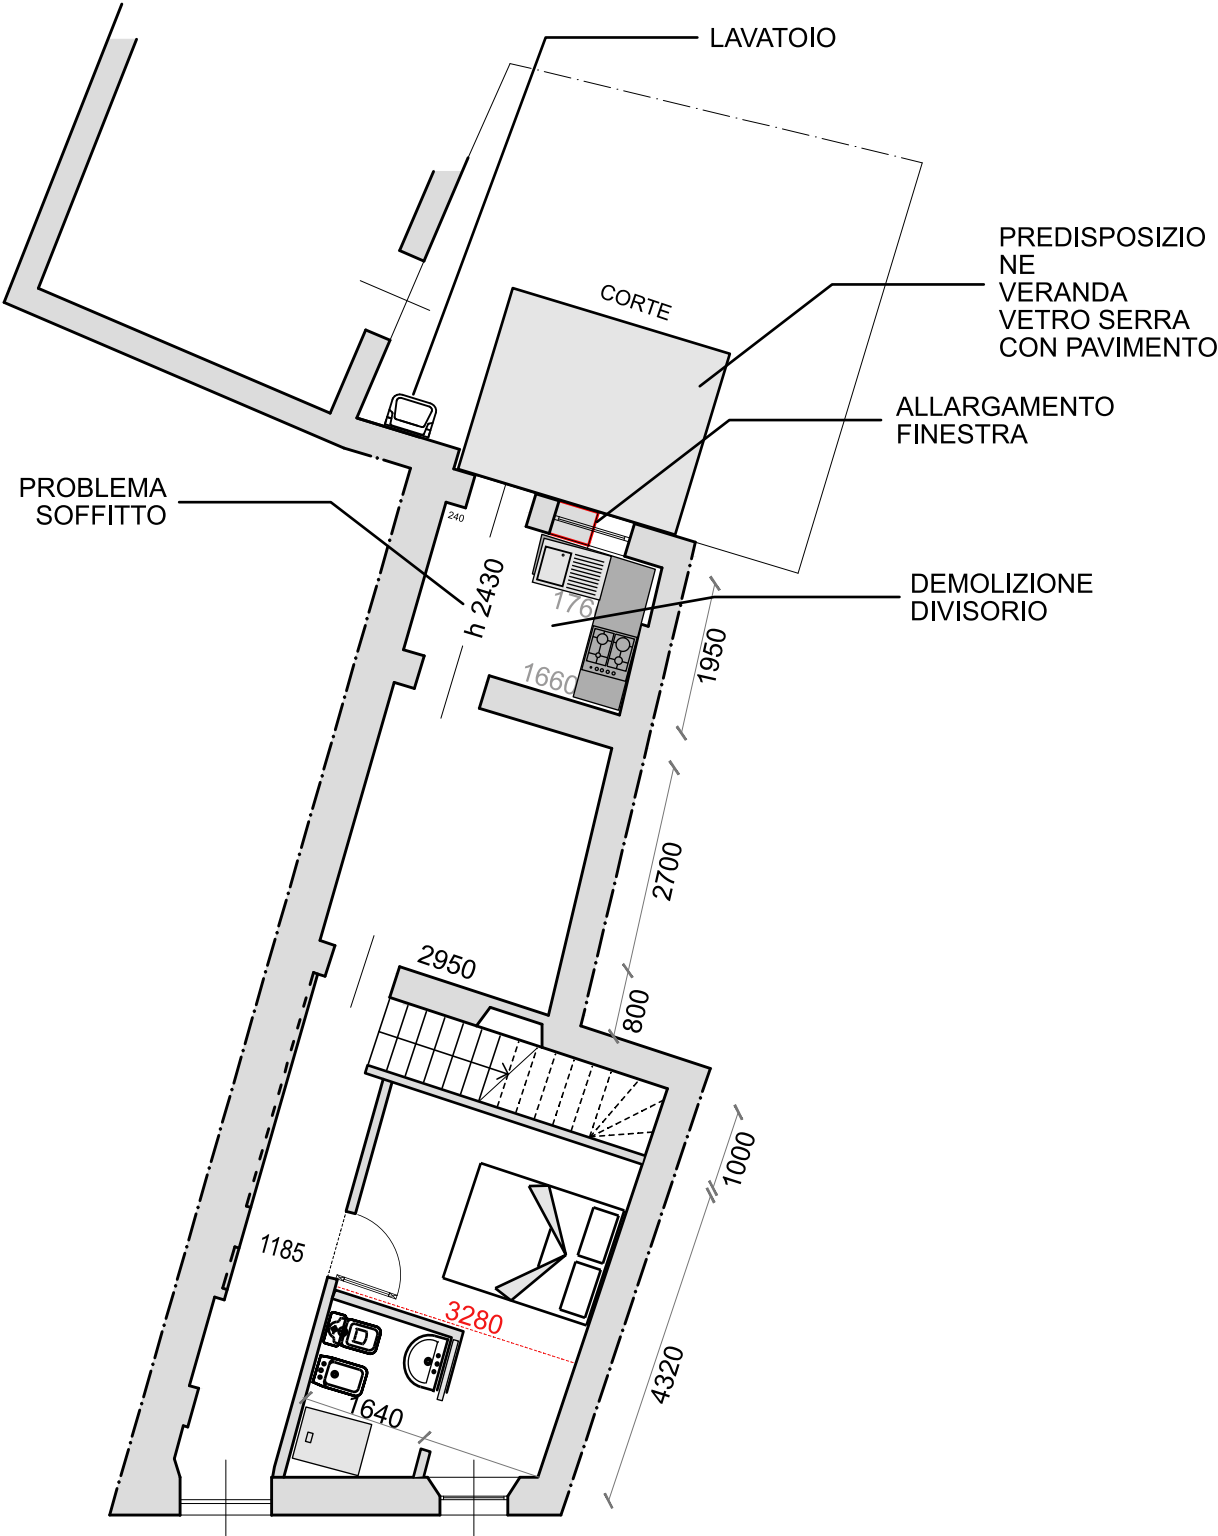 LAVATOIO
PREDISPOSIZIO
NE
VERANDA
VETRO SERRA
CON PAVIMENTO
CORTE
ALLARGAMENTO
FINESTRA
PROBLEMA
SOFFITTO
240
h 2430
176
DEMOLIZIONE
DIVISORIO
1950
1660
2700
2950
800
1000
1185
3280
4320
1640